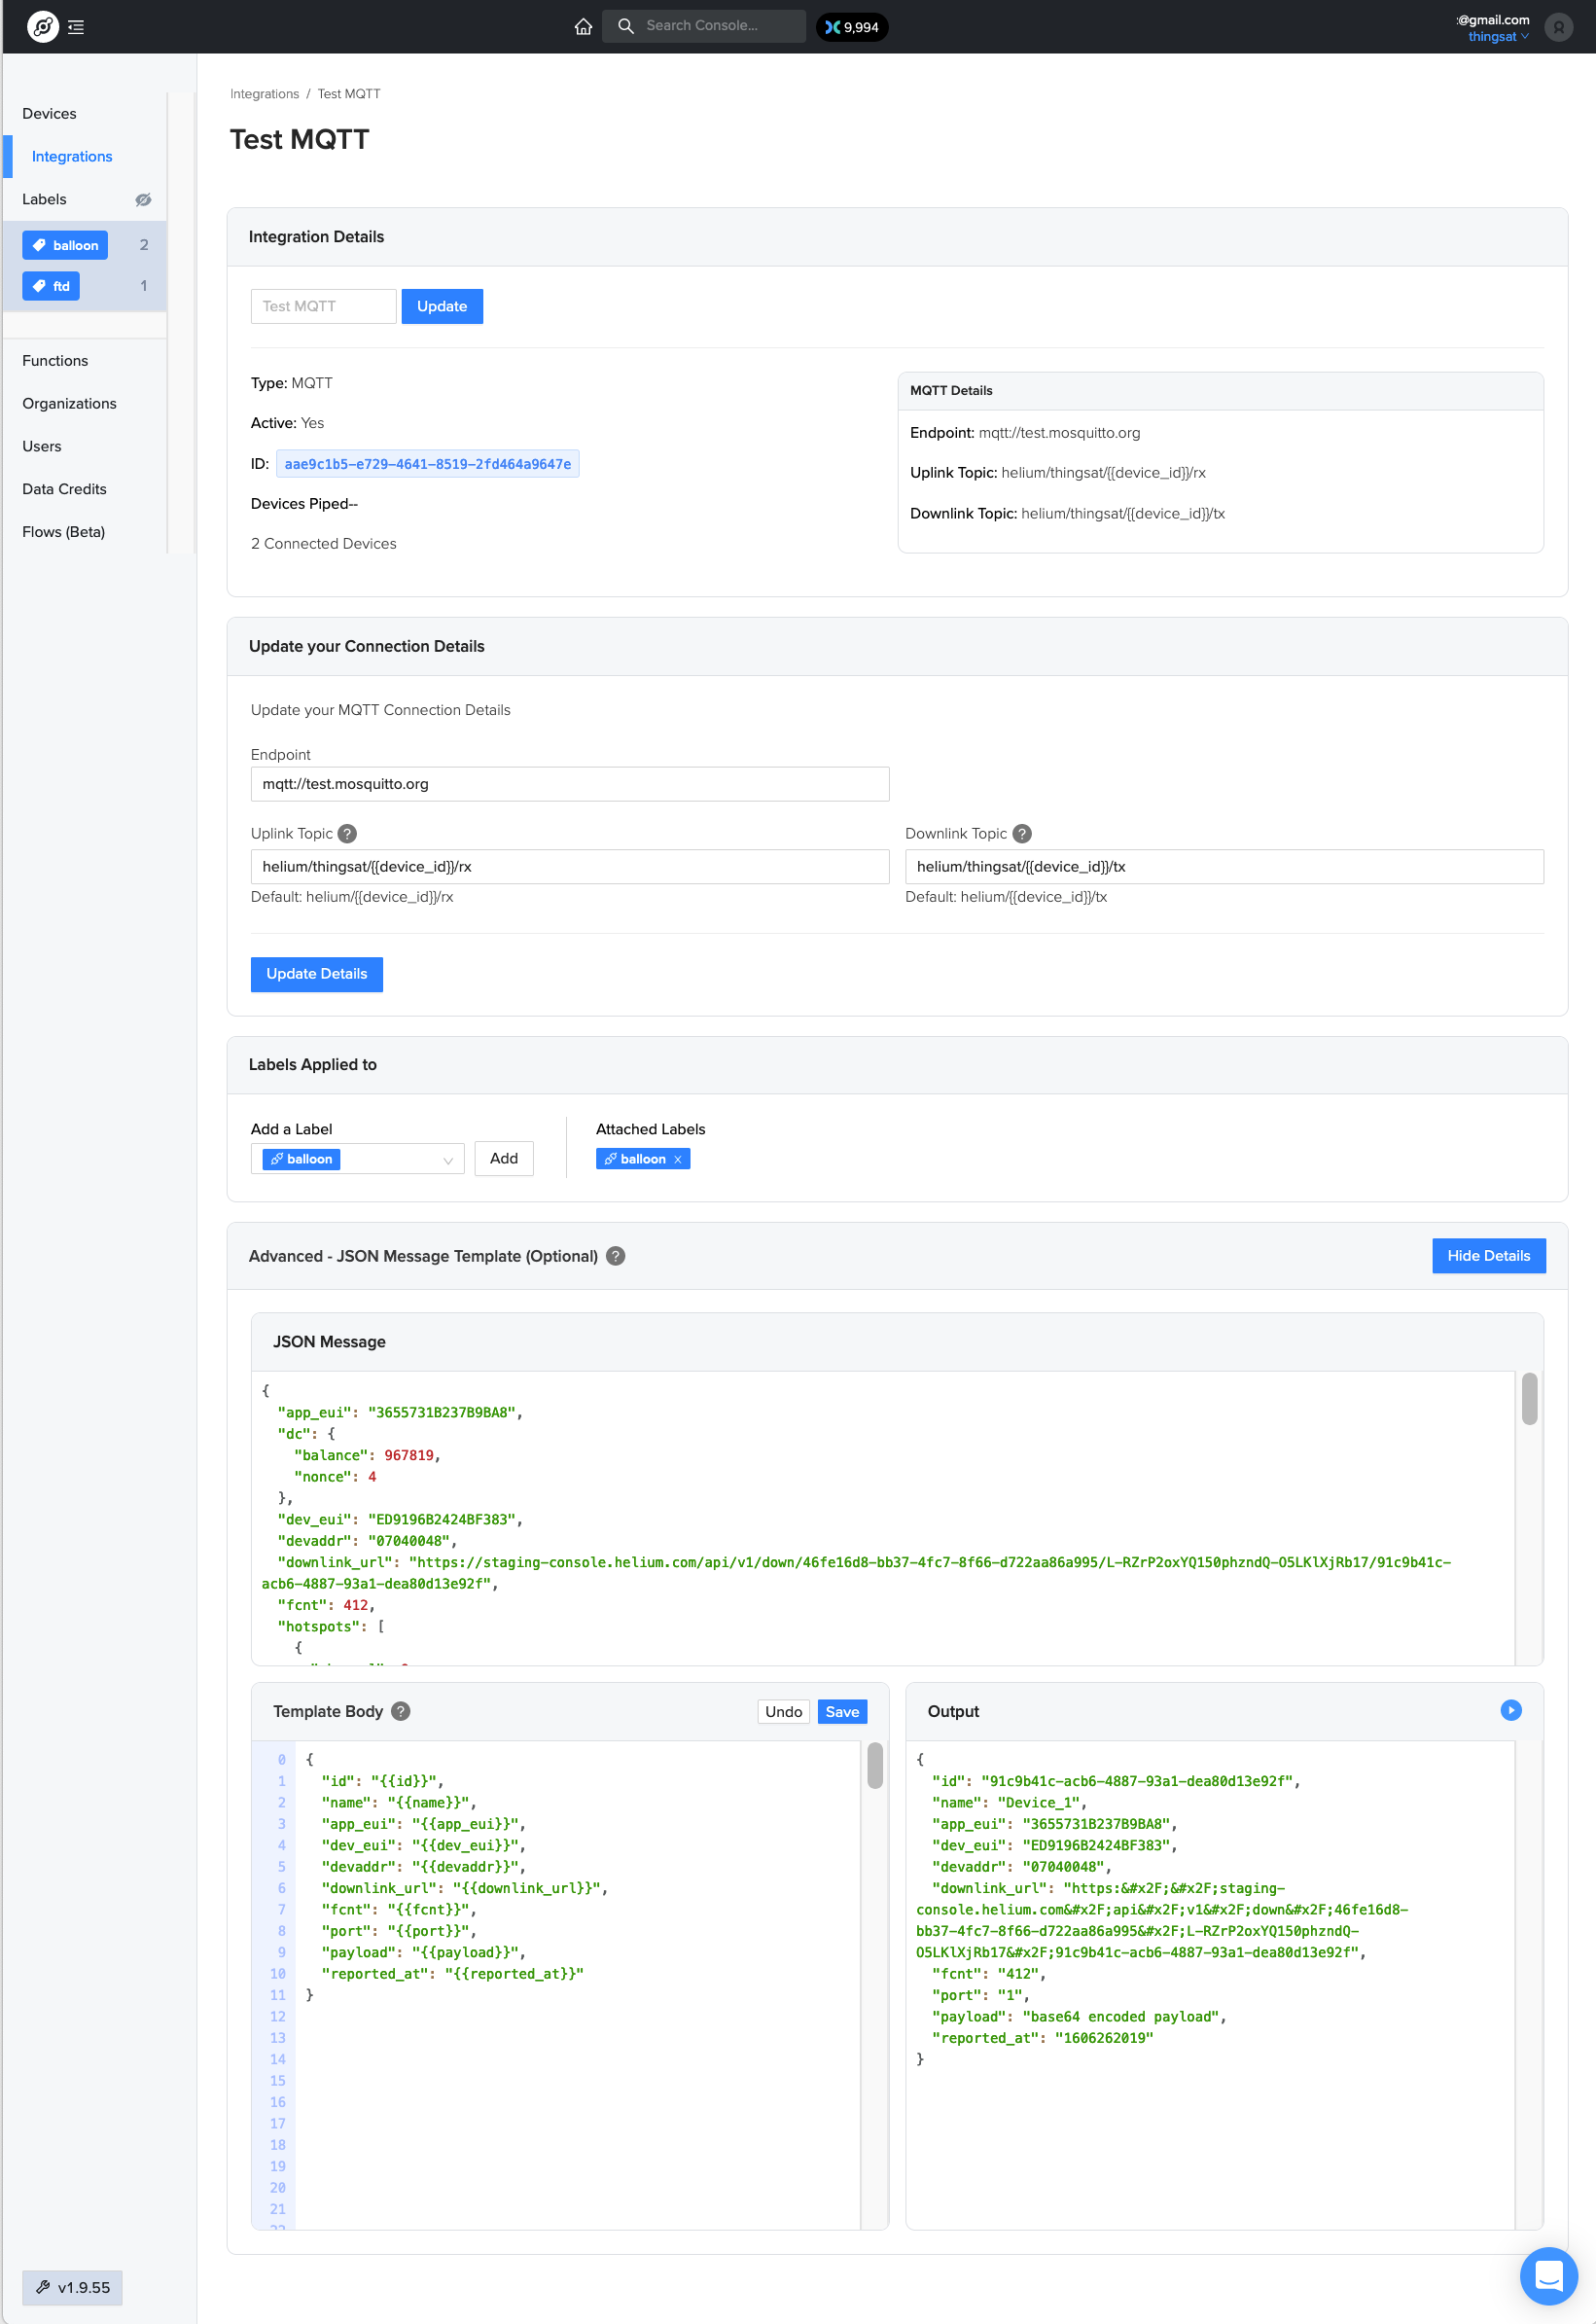 Search Console...
9,994
:@gmail.com
thingsat
Devices
Integrations
Labels
balloon 2
ftd 1
Functions
Organizations
Users
Data Credits
Flows (Beta)
v1.9.55
Integrations / Test MQTT
Test MQTT
Integration Details
Test MQTT Update
Type: MQTT
Active: Yes
ID: aae9c1b5-e729-4641-8519-2fd464a9647e
Devices Piped--
2 Connected Devices
MQTT Details
Endpoint: mqtt://test.mosquitto.org
Uplink Topic: helium/thingsat/{{device_id}}/rx
Downlink Topic: helium/thingsat/{{device_id}}/tx
Update your Connection Details
Update your MQTT Connection Details
Endpoint
mqtt://test.mosquitto.org
Uplink Topic ?
helium/thingsat/{{device_id}}/rx
Default: helium/{{device_id}}/rx
Downlink Topic ?
helium/thingsat/{{device_id}}/tx
Default: helium/{{device_id}}/tx
Update Details
Labels Applied to
Add a Label
balloon Add
Attached Labels
balloon ×
Advanced - JSON Message Template (Optional) ? Hide Details
JSON Message
{
"app_eui": "3655731B237B9BA8",
"dc": {
"balance": 967819,
"nonce": 4
},
"dev_eui": "ED9196B2424BF383",
"devaddr": "07040048",
"downlink_url": "https://staging-console.helium.com/api/v1/down/46fe16d8-bb37-4fc7-8f66-d722aa86a995/L-RZrP2oxYQ150phzndQ-O5LKlXjRb17/91c9b41c-
acb6-4887-93a1-dea80d13e92f",
"fcnt": 412,
"hotspots": [
{
Template Body ? Undo Save
0 {
1 "id": "{{id}}",
2 "name": "{{name}}",
3 "app_eui": "{{app_eui}}",
4 "dev_eui": "{{dev_eui}}",
5 "devaddr": "{{devaddr}}",
6 "downlink_url": "{{downlink_url}}",
7 "fcnt": "{{fcnt}}",
8 "port": "{{port}}",
9 "payload": "{{payload}}",
10 "reported_at": "{{reported_at}}"
11 }
12
13
14
15
16
17
18
19
20
21
Output
{
"id": "91c9b41c-acb6-4887-93a1-dea80d13e92f",
"name": "Device_1",
"app_eui": "3655731B237B9BA8",
"dev_eui": "ED9196B2424BF383",
"devaddr": "07040048",
"downlink_url": "https:&#x2F;&#x2F;staging-
console.helium.com&#x2F;api&#x2F;v1&#x2F;down&#x2F;46fe16d8-
bb37-4fc7-8f66-d722aa86a995&#x2F;L-RZrP2oxYQ150phzndQ-
O5LKlXjRb17&#x2F;91c9b41c-acb6-4887-93a1-dea80d13e92f",
"fcnt": "412",
"port": "1",
"payload": "base64 encoded payload",
"reported_at": "1606262019"
}